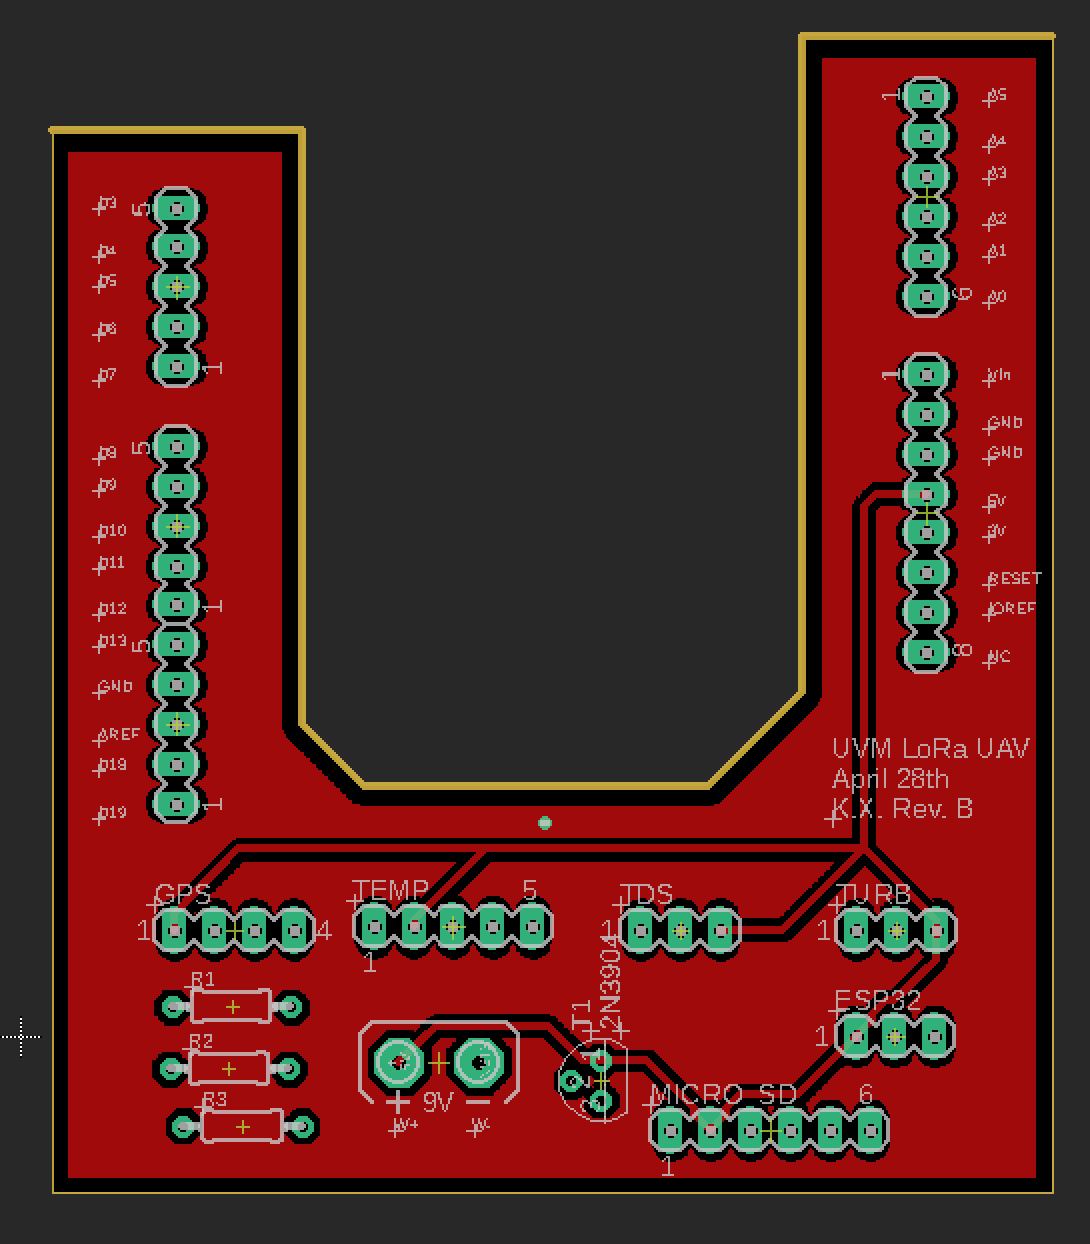 1
A5
A4
A3
A2
A1
6
A0
D3
5
D4
D5
D6
D7
1
1
Vin
GND
GND
5V
3V
RESET
IOREF
8
NC
D8
5
D9
D10
D11
D12
1
D13
5
GND
AREF
D18
D19
1
UVM LoRa UAV
April 28th
K.X. Rev. B
GPS
1
4
TEMP
5
1
TDS
1
TURB
1
R1
R2
R3
T1
2N3904
ESP32
1
+ 9V −
MICRO SD
6
1